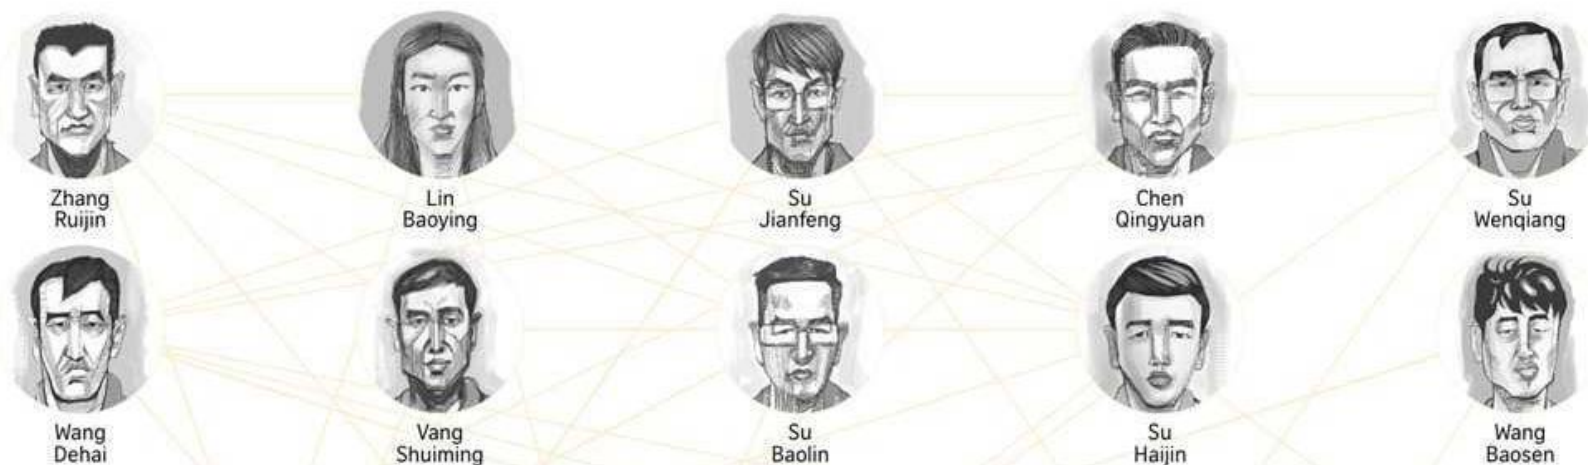 Zhang
Ruijin
Lin
Baoying
Su
Jianfeng
Chen
Qingyuan
Su
Wenqiang
Wang
Dehai
Vang
Shuiming
Su
Baolin
Su
Haijin
Wang
Baosen